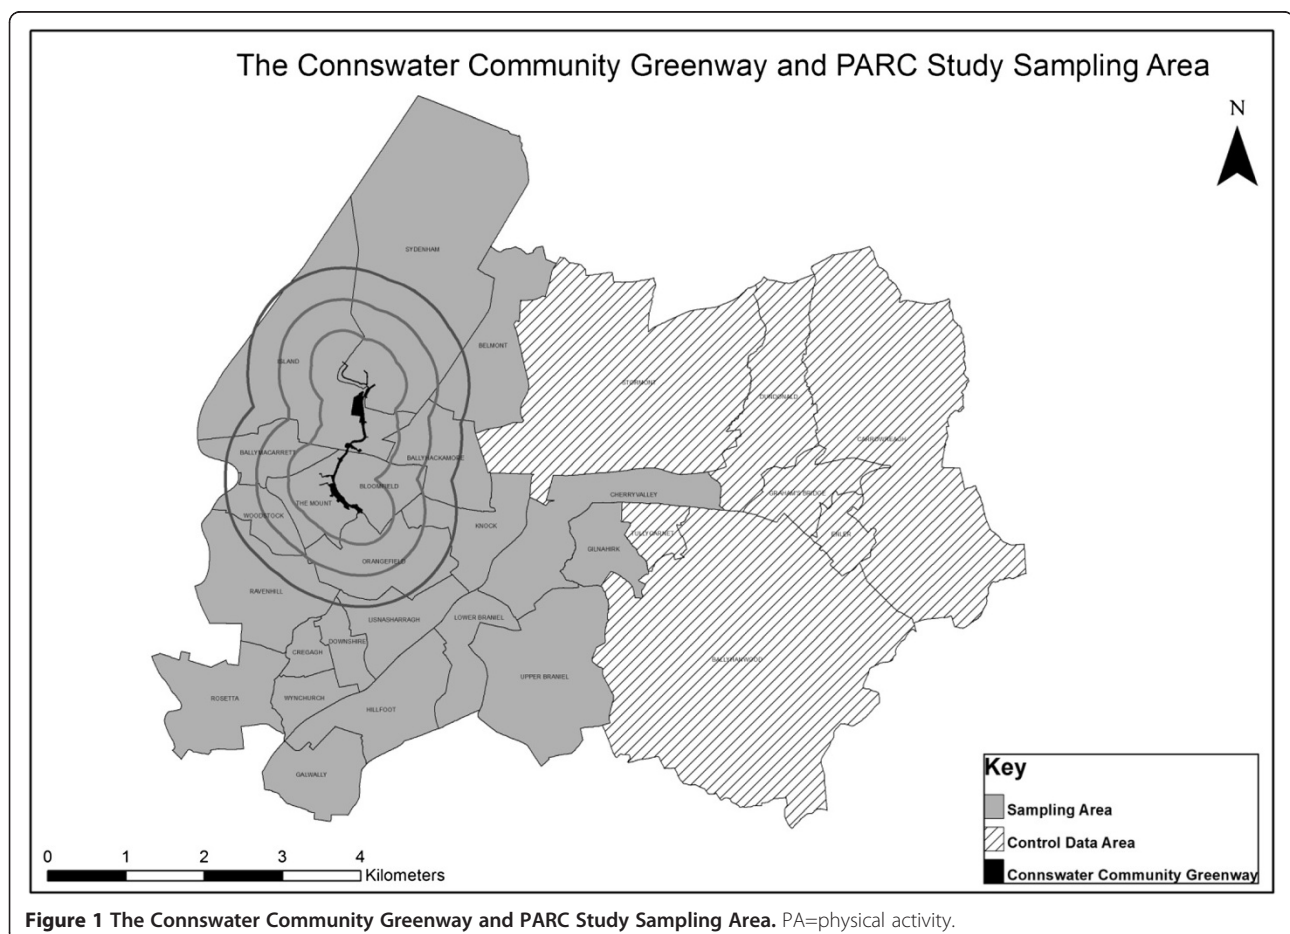 The Connswater Community Greenway and PARC Study Sampling Area
N
SYDENHAM
BELMONT
ISLAND
STORMONT
DUNDONALD
CARROWREAGH
BALLYMACARRETT
BALLYHACKAMORE
BLOOMFIELD
CHERRYVALLEY
GRAHAM'S BRIDGE
THE MOUNT
WOODSTOCK
KNOCK
TULLYCARNET
ENLER
GILNAHIRK
ORANGEFIELD
RAVENHILL
LISNASHARRAGH
LOWER BRANIEL
DOWNSHIRE
CREGAGH
BALLYHANWOOD
UPPER BRANIEL
ROSETTA
WYNCHURCH
HILLFOOT
GALWALLY
Key
Sampling Area
Control Data Area
Connswater Community Greenway
0 1 2 3 4
Kilometers
Figure 1 The Connswater Community Greenway and PARC Study Sampling Area. PA=physical activity.